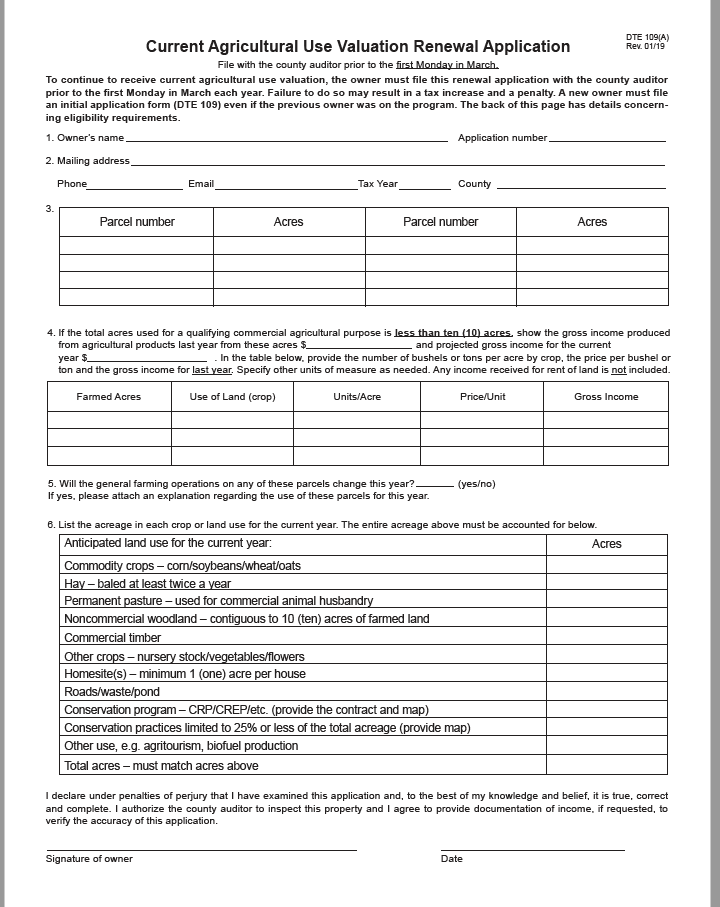 DTE 109(A)
Rev. 01/19
Current Agricultural Use Valuation Renewal Application
File with the county auditor prior to the first Monday in March.
To continue to receive current agricultural use valuation, the owner must file this renewal application with the county auditor
prior to the first Monday in March each year. Failure to do so may result in a tax increase and a penalty. A new owner must file
an initial application form (DTE 109) even if the previous owner was on the program. The back of this page has details concern-
ing eligibility requirements.
1. Owner's name Application number
2. Mailing address
Phone Email Tax Year County
3.
Parcel number Acres Parcel number Acres
4. If the total acres used for a qualifying commercial agricultural purpose is less than ten (10) acres, show the gross income produced
from agricultural products last year from these acres $ and projected gross income for the current
year $ . In the table below, provide the number of bushels or tons per acre by crop, the price per bushel or
ton and the gross income for last year. Specify other units of measure as needed. Any income received for rent of land is not included.
Farmed Acres Use of Land (crop) Units/Acre Price/Unit Gross Income
5. Will the general farming operations on any of these parcels change this year? (yes/no)
If yes, please attach an explanation regarding the use of these parcels for this year.
6. List the acreage in each crop or land use for the current year. The entire acreage above must be accounted for below.
Anticipated land use for the current year: Acres
Commodity crops – corn/soybeans/wheat/oats
Hay – baled at least twice a year
Permanent pasture – used for commercial animal husbandry
Noncommercial woodland – contiguous to 10 (ten) acres of farmed land
Commercial timber
Other crops – nursery stock/vegetables/flowers
Homesite(s) – minimum 1 (one) acre per house
Roads/waste/pond
Conservation program – CRP/CREP/etc. (provide the contract and map)
Conservation practices limited to 25% or less of the total acreage (provide map)
Other use, e.g. agritourism, biofuel production
Total acres – must match acres above
I declare under penalties of perjury that I have examined this application and, to the best of my knowledge and belief, it is true, correct
and complete. I authorize the county auditor to inspect this property and I agree to provide documentation of income, if requested, to
verify the accuracy of this application.
Signature of owner Date